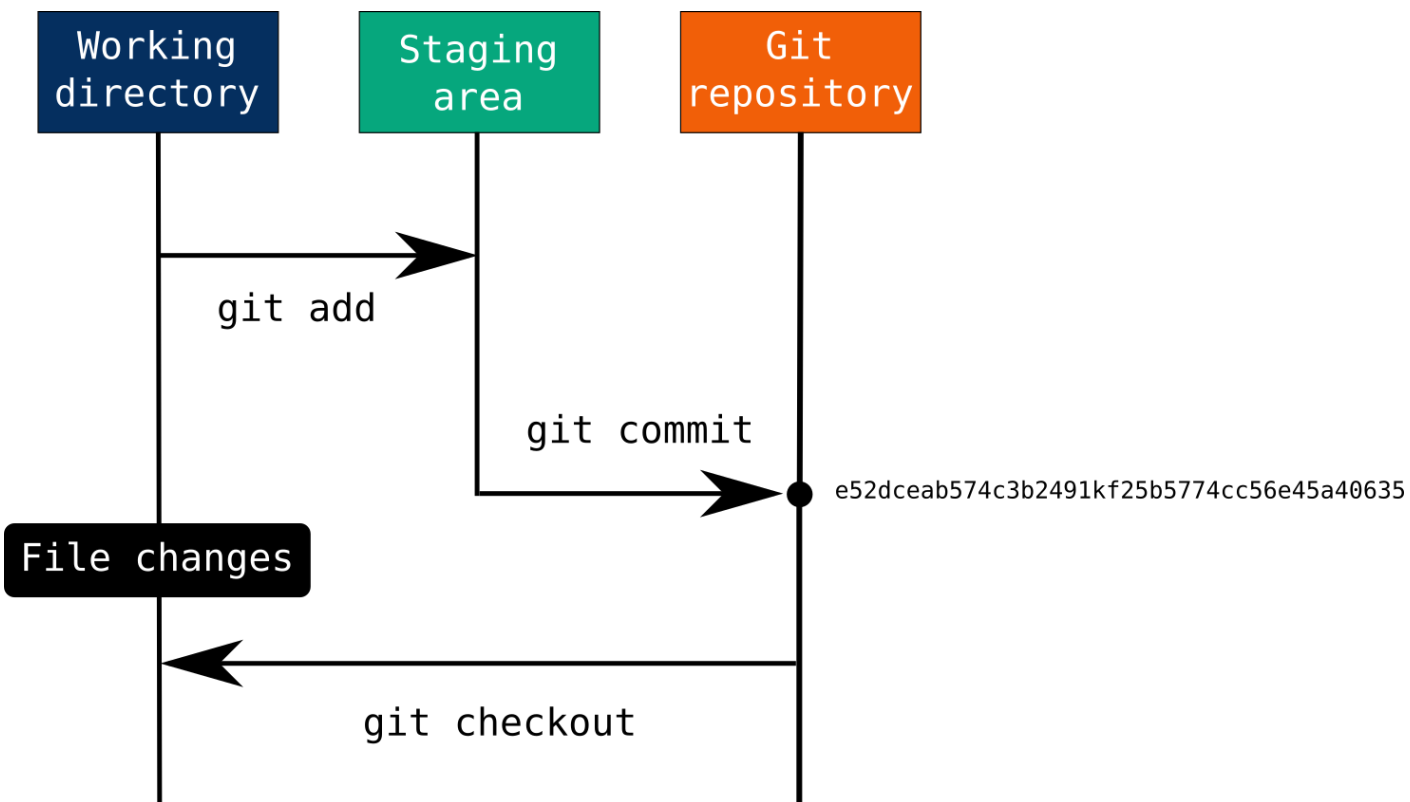 Working
directory
Staging
area
Git
repository
git add
git commit
e52dceab574c3b2491kf25b5774cc56e45a40635
File changes
git checkout